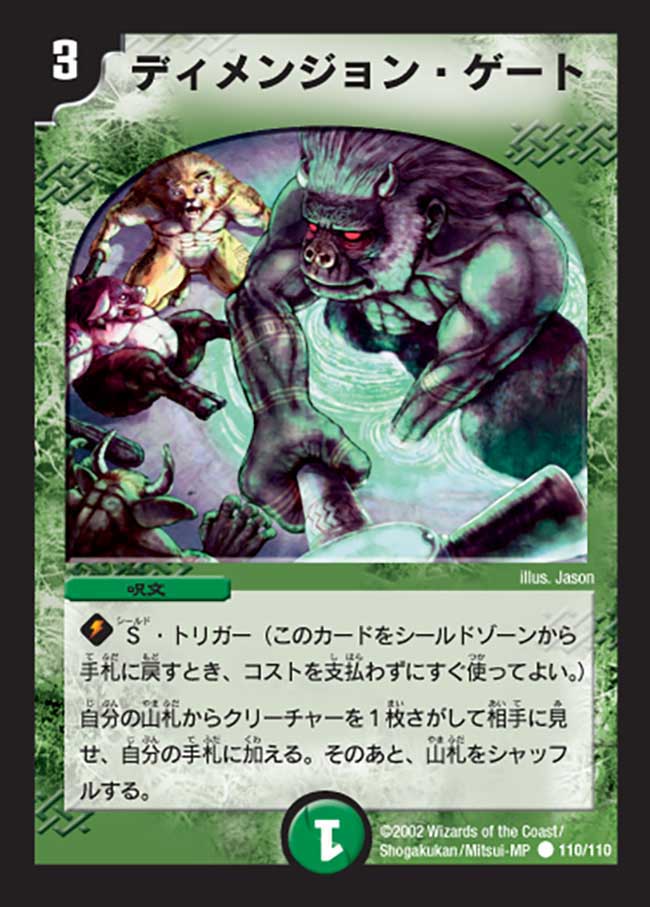 3
ディメンジョン・ゲート
illus. Jason
呪文
S・トリガー（このカードをシールドゾーンから
手札に戻すとき、コストを支払わずにすぐ使ってよい。）
自分の山札からクリーチャーを1枚さがして相手に見
せ、自分の手札に加える。そのあと、山札をシャッフ
ルする。
1
©2002 Wizards of the Coast/
Shogakukan/Mitsui-MP 110/110